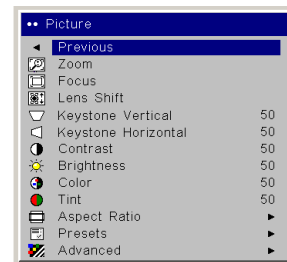 •• Picture
Previous
Zoom
Focus
Lens Shift
Keystone Vertical 50
Keystone Horizontal 50
Contrast 50
Brightness 50
Color 50
Tint 50
Aspect Ratio
Presets
Advanced